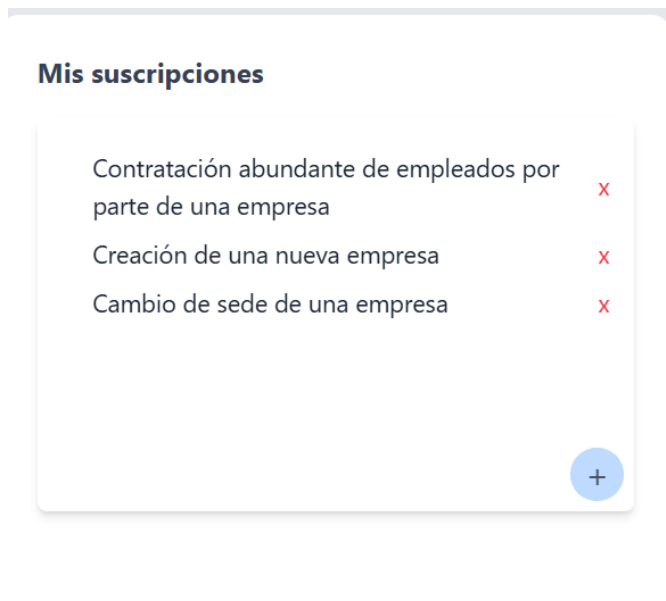 Mis suscripciones
Contratación abundante de empleados por
parte de una empresa
x
Creación de una nueva empresa
x
Cambio de sede de una empresa
x
+